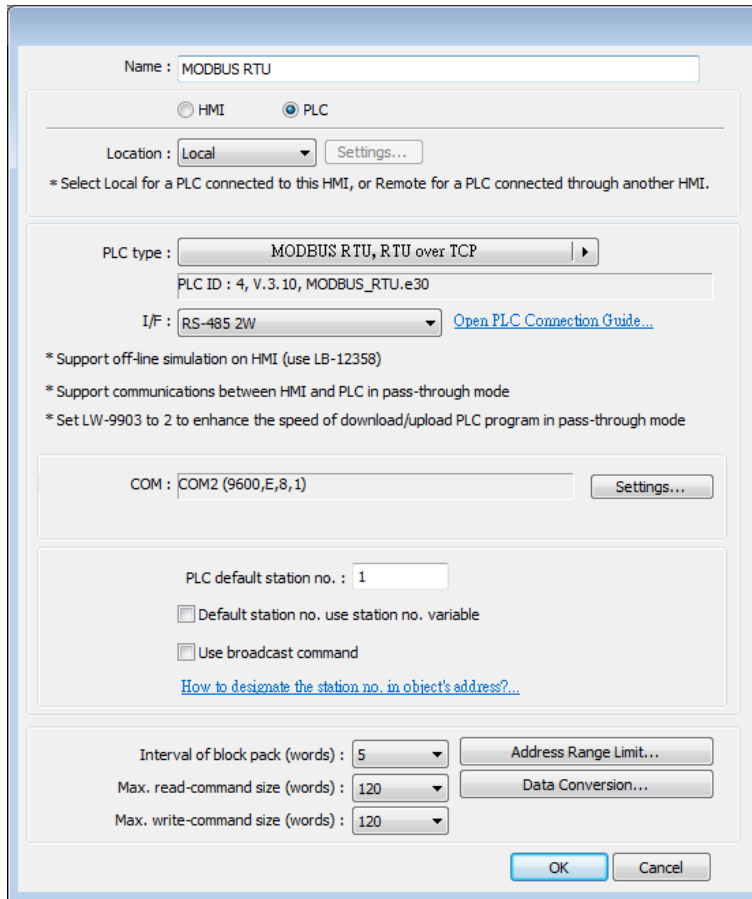 Name : MODBUS RTU
HMI PLC
Location : Local Settings...
* Select Local for a PLC connected to this HMI, or Remote for a PLC connected through another HMI.
PLC type : MODBUS RTU, RTU over TCP
PLC ID : 4, V.3.10, MODBUS_RTU.e30
I/F : RS-485 2W Open PLC Connection Guide...
* Support off-line simulation on HMI (use LB-12358)
* Support communications between HMI and PLC in pass-through mode
* Set LW-9903 to 2 to enhance the speed of download/upload PLC program in pass-through mode
COM : COM2 (9600,E,8,1) Settings...
PLC default station no. : 1
Default station no. use station no. variable
Use broadcast command
How to designate the station no. in object's address?...
Interval of block pack (words) : 5 Address Range Limit...
Max. read-command size (words) : 120 Data Conversion...
Max. write-command size (words) : 120
OK Cancel